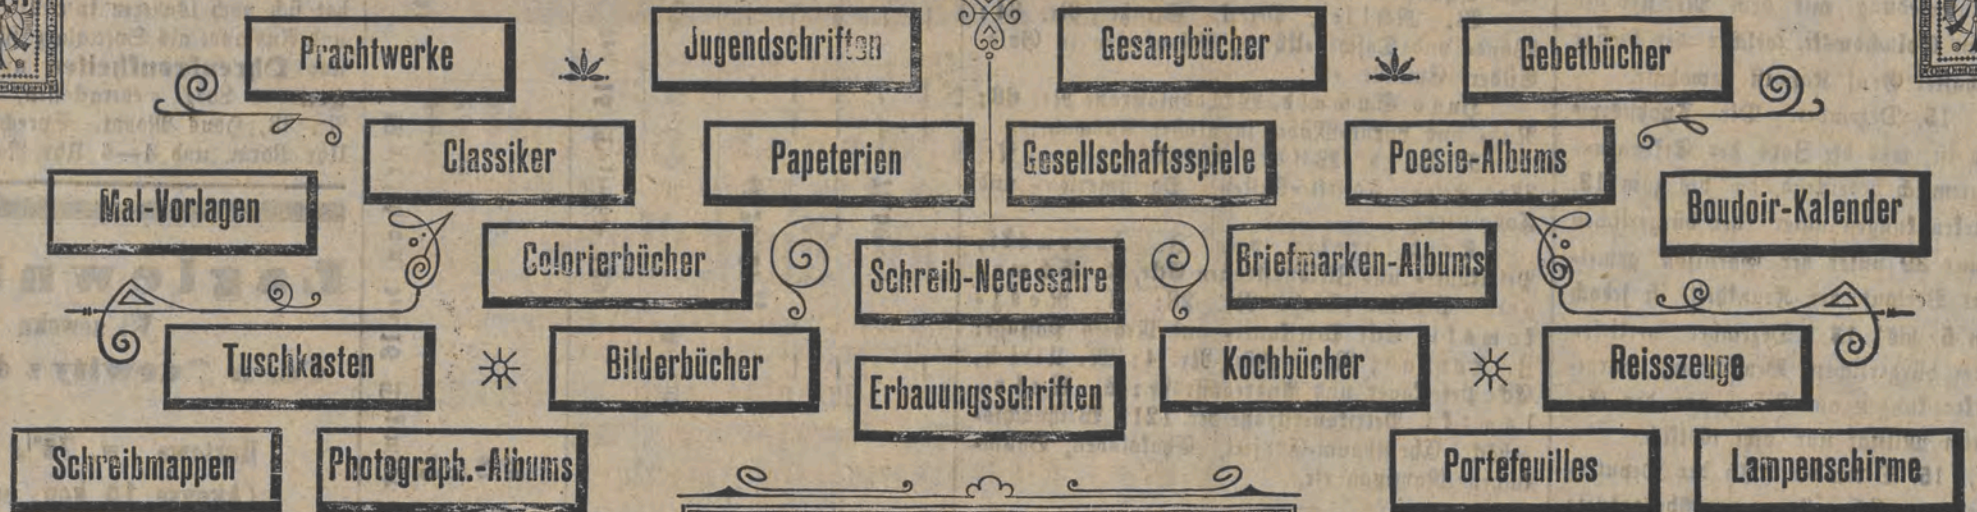 Prachtwerke
Jugendschriften
Gesangbücher
Gebetbücher
Classiker
Papeterien
Gesellschaftsspiele
Poesie-Albums
Mal-Vorlagen
Boudoir-Kalender
Colorierbücher
Schreib-Necessaire
Briefmarken-Albums
Tuschkasten
Bilderbücher
Erbauungsschriften
Kochbücher
Reisszeuge
Schreibmappen
Photograph.-Albums
Portefeuilles
Lampenschirme